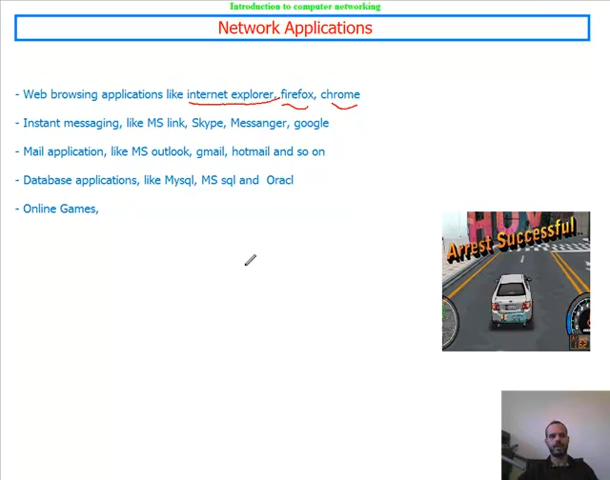 Introduction to computer networking
Network Applications
- Web browsing applications like internet explorer, firefox, chrome
- Instant messaging, like MS link, Skype, Messanger, google
- Mail application, like MS outlook, gmail, hotmail and so on
- Database applications, like Mysql, MS sql and Oracl
- Online Games,
Arrest Successful